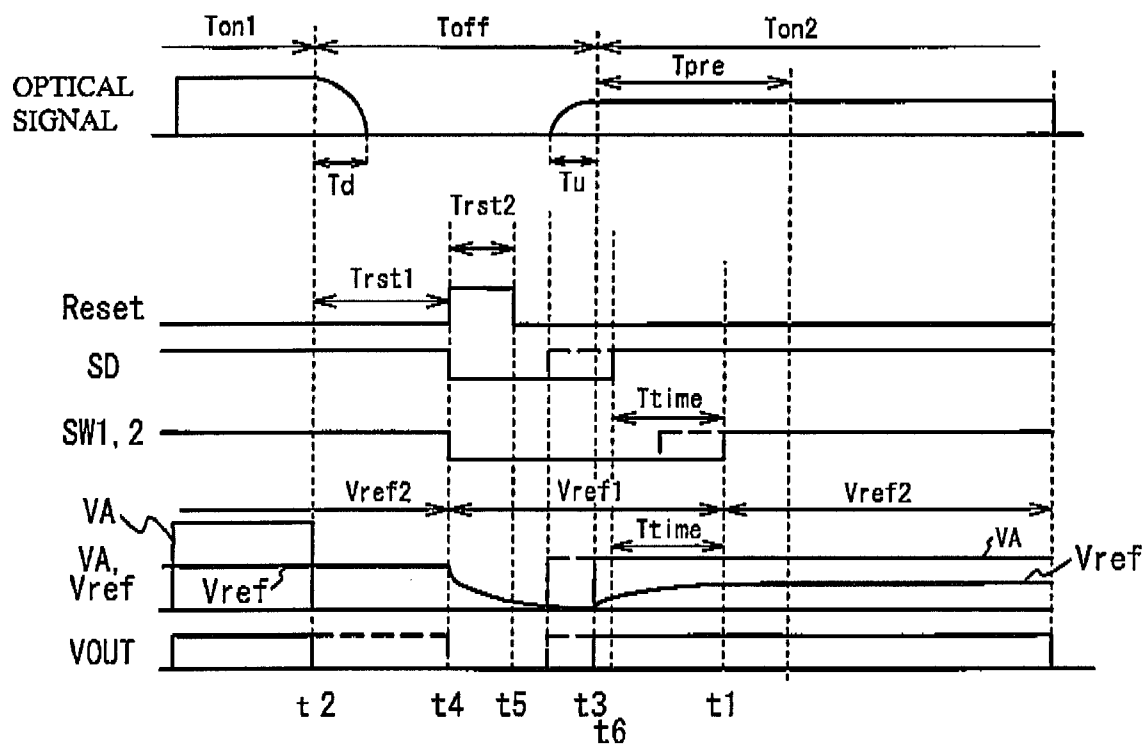 Ton1 Toff Ton2
Tpre
OPTICAL
SIGNAL
Td Tu
Trst2
Trst1
Reset
SD
Ttime
SW1, 2
Vref2 Vref1 Vref2
VA
Ttime
VA
VA,
Vref
Vref
Vref
VOUT
t2 t4 t5 t3 t1
t6